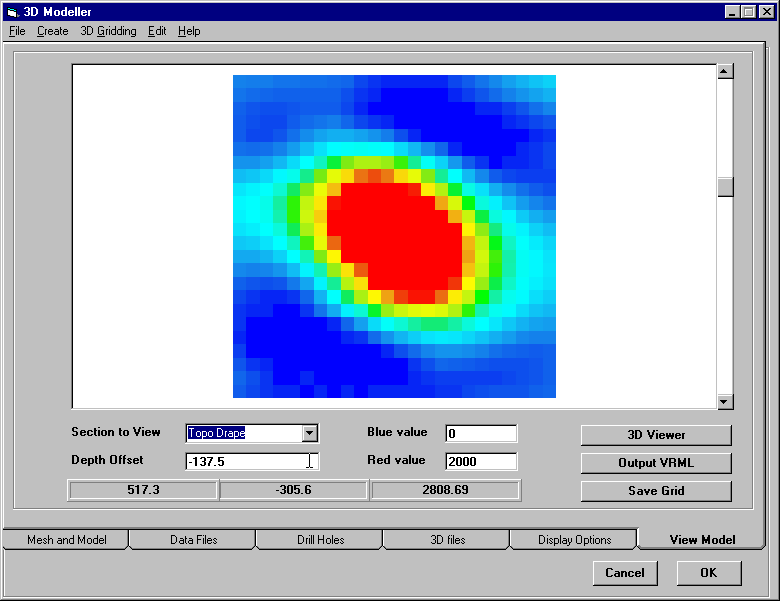 3D Modeller
File Create 3D Gridding Edit Help
Section to View Topo Drape Blue value 0 3D Viewer
Depth Offset -137.5 Red value 2000 Output VRML
517.3 -305.6 2808.69 Save Grid
Mesh and Model Data Files Drill Holes 3D files Display Options View Model
Cancel OK